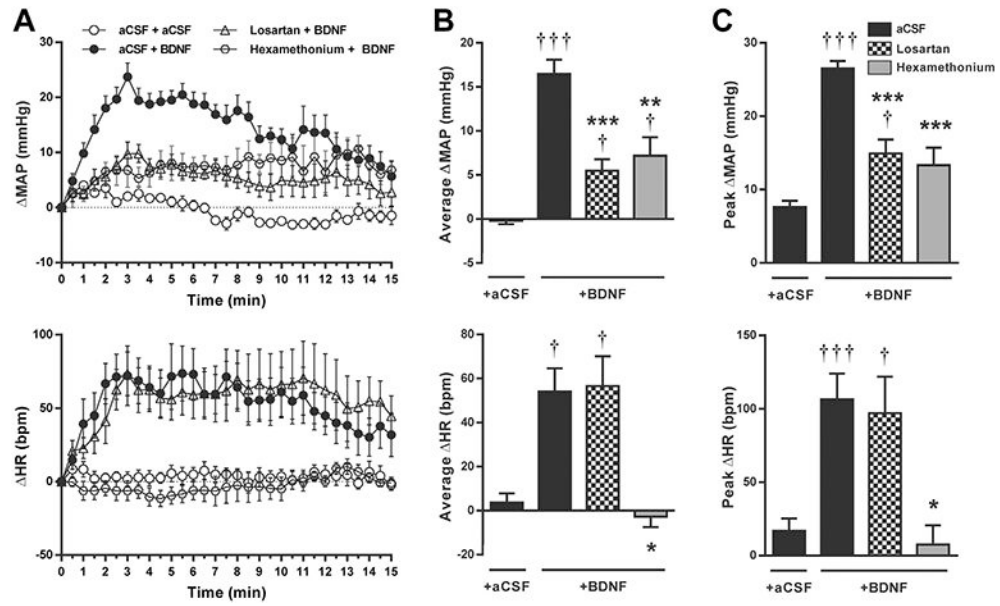 A
aCSF + aCSF
Losartan + BDNF
aCSF + BDNF
Hexamethonium + BDNF
ΔMAP (mmHg)
30
20
10
0
-10
0 1 2 3 4 5 6 7 8 9 10 11 12 13 14 15
Time (min)
ΔHR (bpm)
100
50
0
-50
0 1 2 3 4 5 6 7 8 9 10 11 12 13 14 15
Time (min)
B
Average ΔMAP (mmHg)
20
15
10
5
0
-5
†††
***
†
**
†
+aCSF
+BDNF
Average ΔHR (bpm)
80
60
40
20
0
-20
†
†
*
+aCSF
+BDNF
C
aCSF
Losartan
Hexamethonium
Peak ΔMAP (mmHg)
30
20
10
0
†††
***
†
***
+aCSF
+BDNF
Peak ΔHR (bpm)
150
100
50
0
†††
†
*
+aCSF
+BDNF